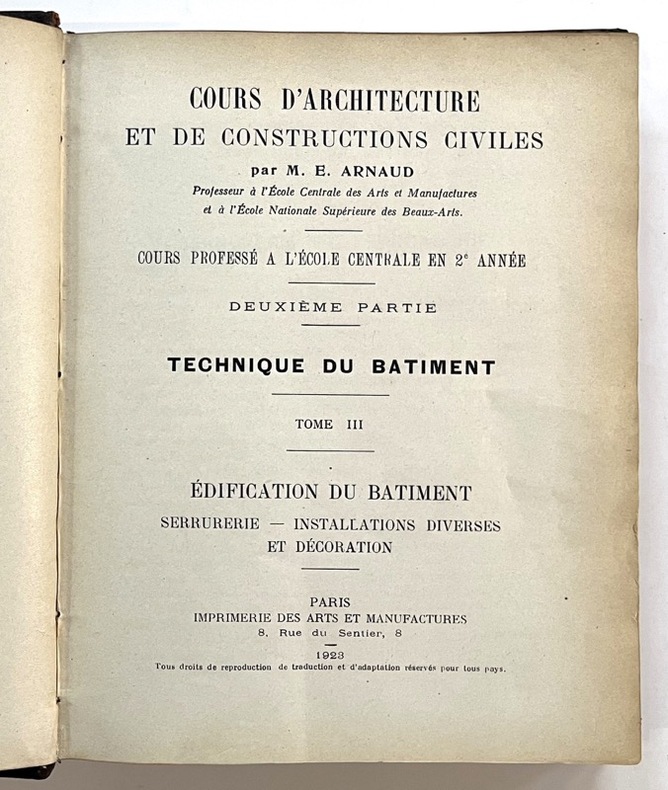 COURS D'ARCHITECTURE
ET DE CONSTRUCTIONS CIVILES
par M. E. ARNAUD
Professeur à l'École Centrale des Arts et Manufactures
et à l'École Nationale Supérieure des Beaux-Arts.
COURS PROFESSÉ A L'ÉCOLE CENTRALE EN 2e ANNÉE
DEUXIÈME PARTIE
TECHNIQUE DU BATIMENT
TOME III
ÉDIFICATION DU BATIMENT
SERRURERIE — INSTALLATIONS DIVERSES
ET DÉCORATION
PARIS
IMPRIMERIE DES ARTS ET MANUFACTURES
8, Rue du Sentier, 8
1923
Tous droits de reproduction de traduction et d'adaptation réservés pour tous pays.